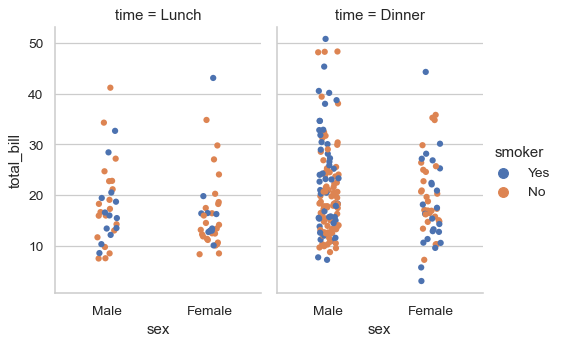 time = Lunch
time = Dinner
50
40
30
20
10
total_bill
Male
Female
Male
Female
sex
sex
smoker
Yes
No